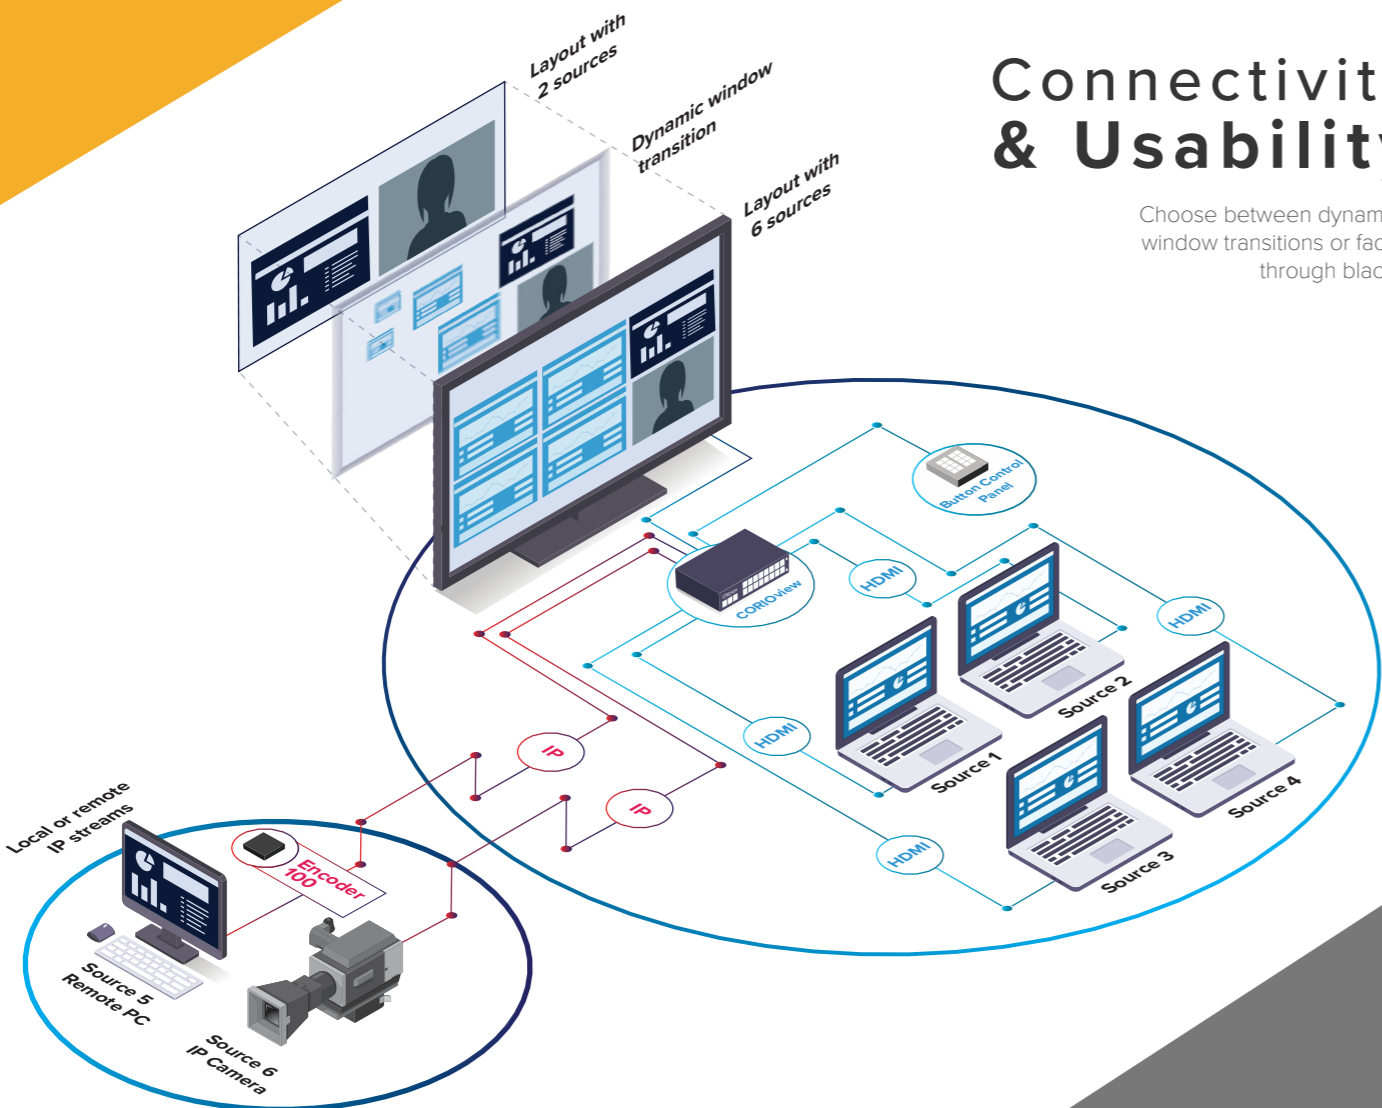 Layout with
2 sources
Dynamic window
transition
Layout with
6 sources
Connectivit
& Usability
Choose between dynam
window transitions or fad
through blac
Button Control
Panel
CORIOview
HDMI
HDMI
HDMI
HDMI
Source 1
Source 2
Source 3
Source 4
IP
IP
Local or remote
IP streams
Encoder
100
Source 5
Remote PC
Source 6
IP Camera